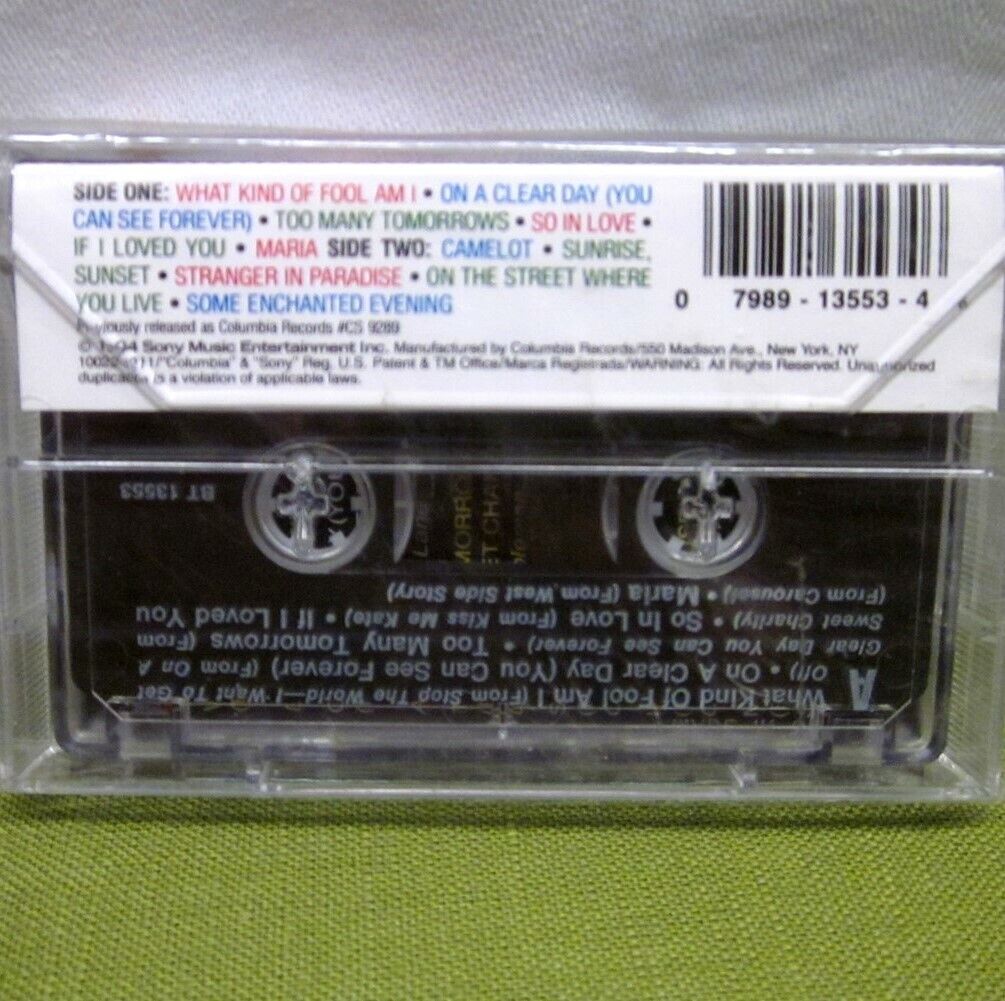 SIDE ONE: WHAT KIND OF FOOL AM I • ON A CLEAR DAY (YOU
CAN SEE FOREVER) • TOO MANY TOMORROWS • SO IN LOVE •
IF I LOVED YOU • MARIA SIDE TWO: CAMELOT • SUNRISE,
SUNSET • STRANGER IN PARADISE • ON THE STREET WHERE
YOU LIVE • SOME ENCHANTED EVENING
Previously released as Columbia Records #CS 9269
© 1994 Sony Music Entertainment Inc. Manufactured by Columbia Records/550 Madison Ave., New York, NY
"Columbia" & "Sony" Reg. U.S. Patent & TM Office/Marca Registrada/WARNING: All Rights Reserved. Unauthorized
duplication is a violation of applicable laws.
0 7989 - 13553 - 4
A
What Kind Of Fool Am I (From Stop The World—I Want To Get
Off) • On A Clear Day (You Can See Forever) (From On A
Clear Day You Can See Forever) • Too Many Tomorrows (From
Sweet Charity) • So In Love (From Kiss Me Kate) • If I Loved You
(From Carousel) • Maria (From West Side Story)
BT 13553